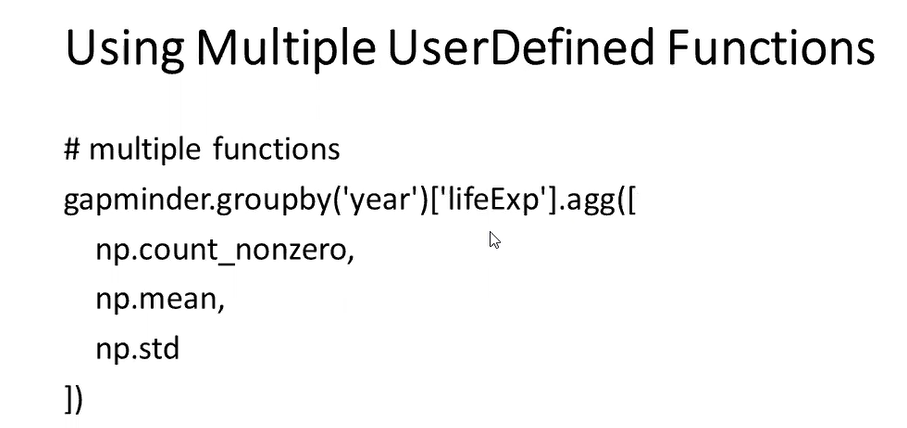 Using Multiple UserDefined Functions
# multiple functions
gapminder.groupby('year')['lifeExp'].agg([
    np.count_nonzero,
    np.mean,
    np.std
])